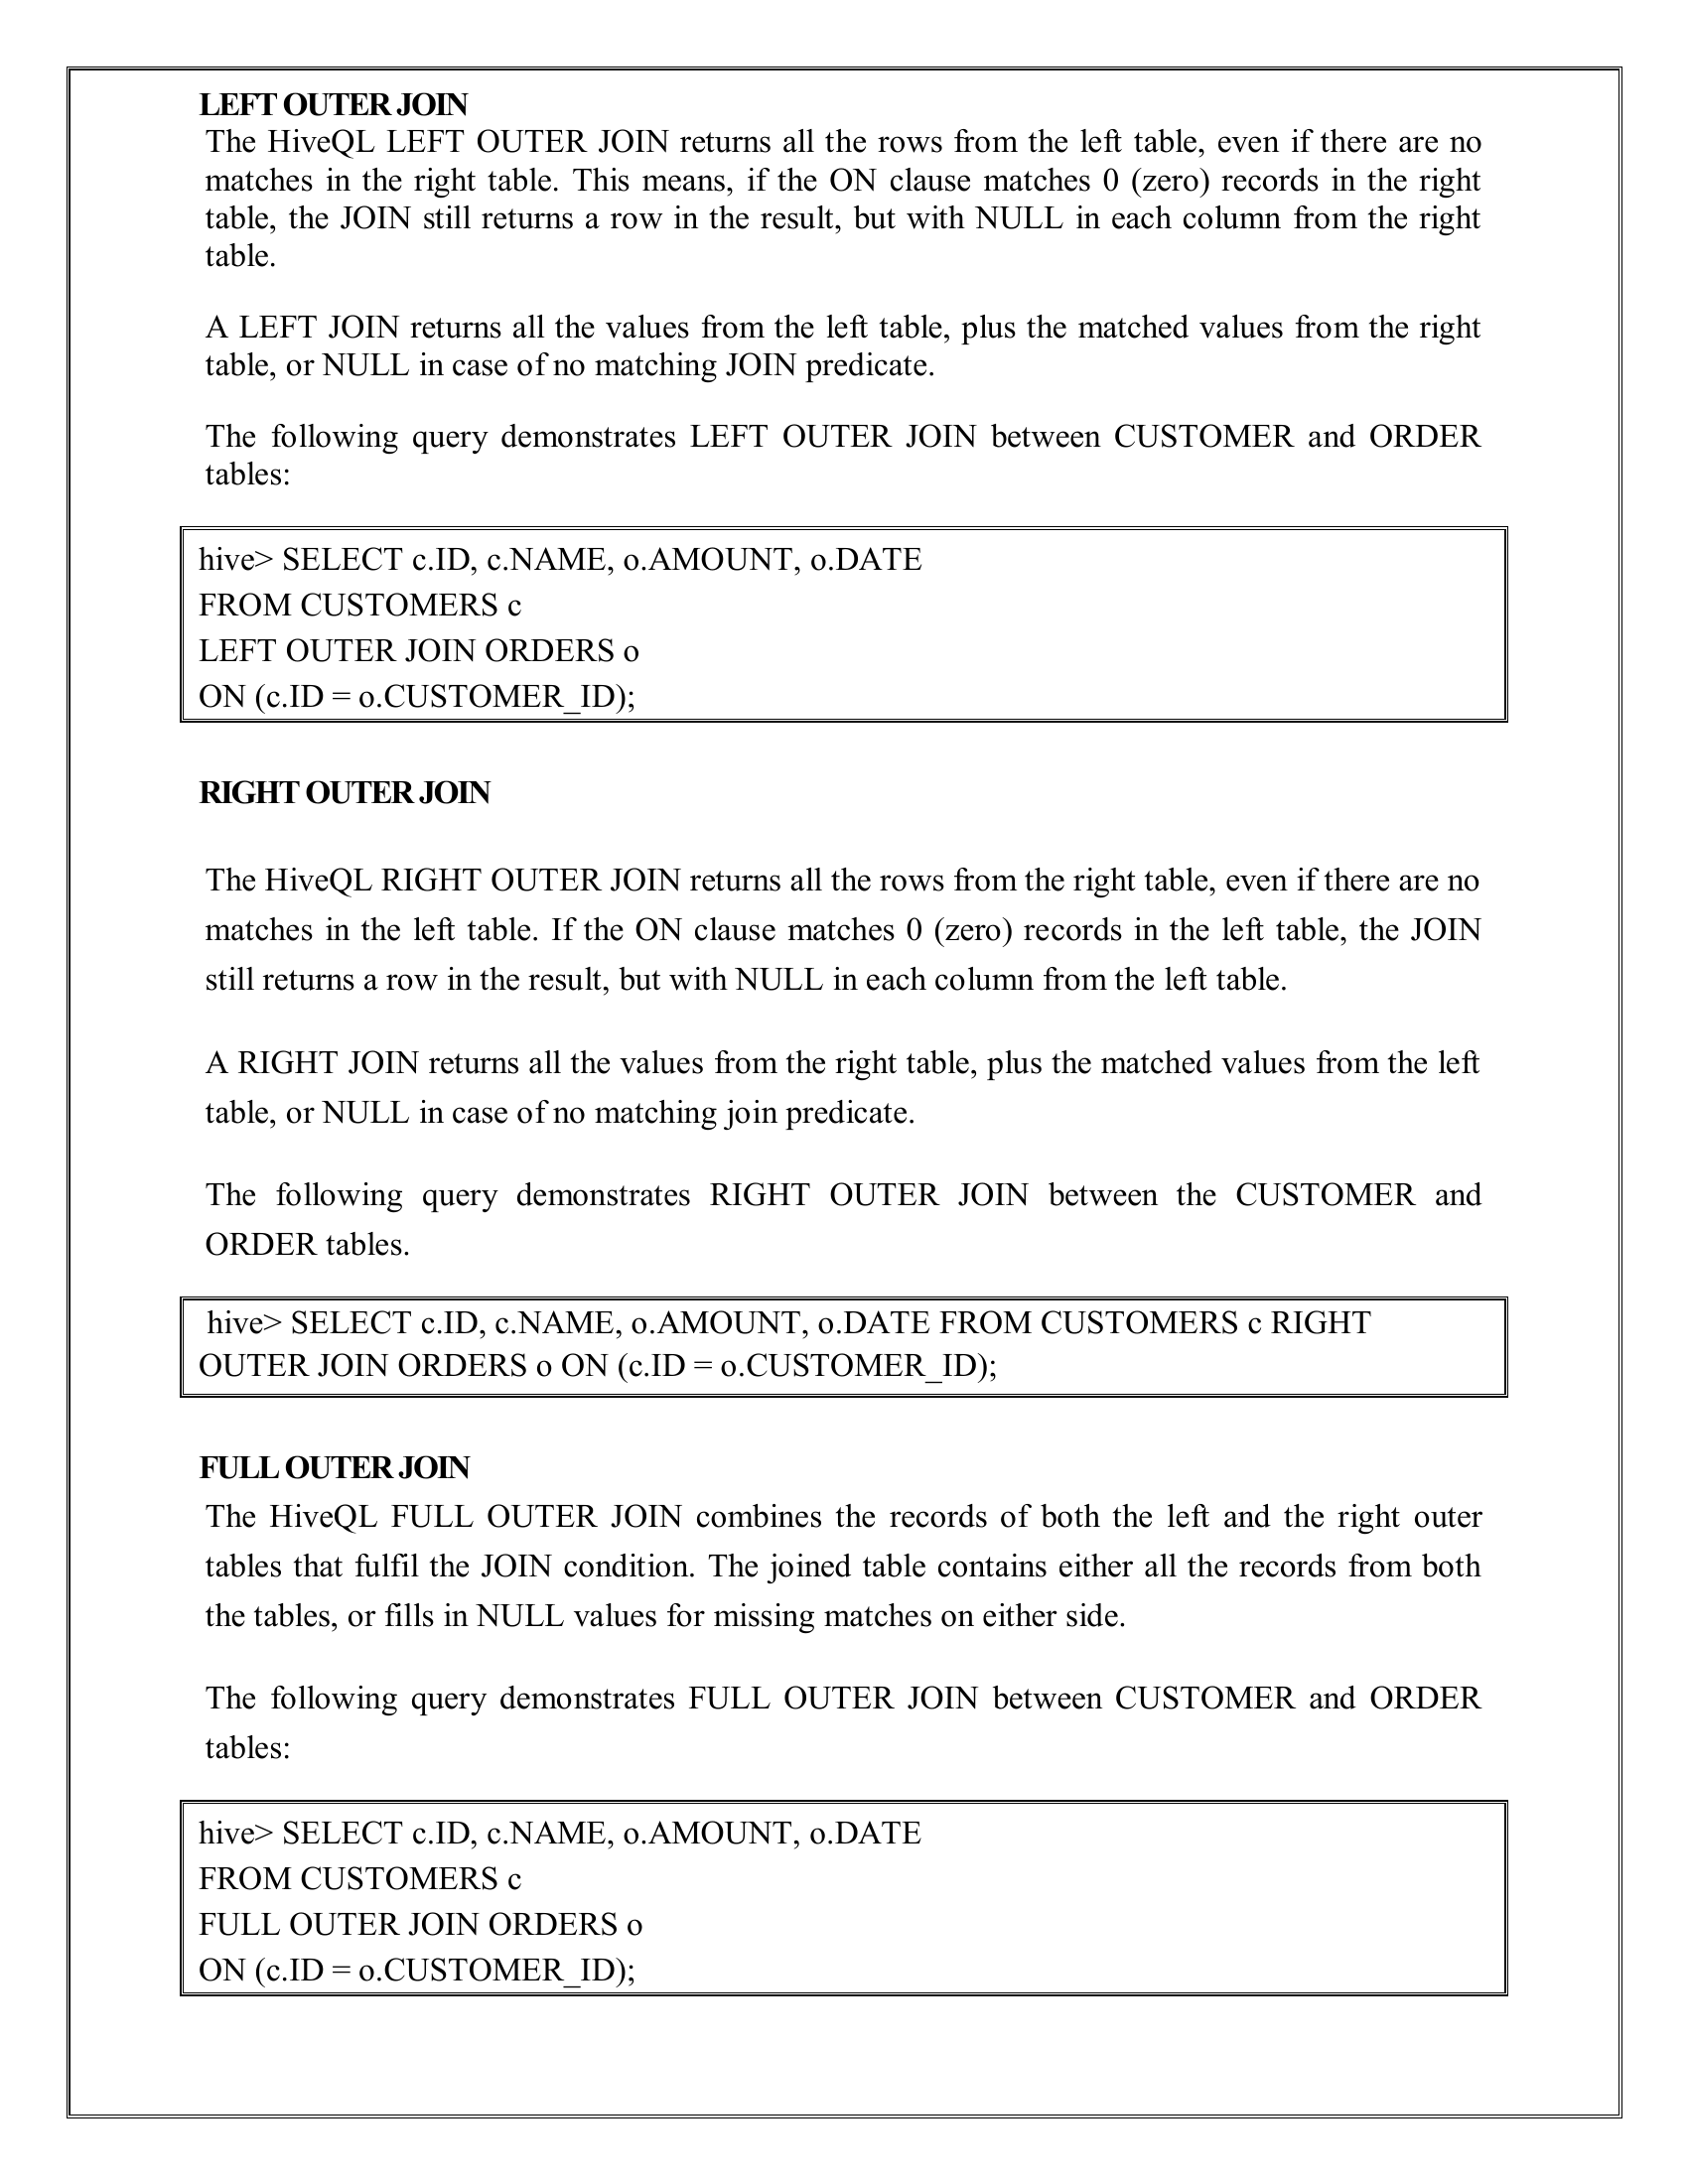 LEFT OUTER JOIN
The HiveQL LEFT OUTER JOIN returns all the rows from the left table, even if there are no
matches in the right table. This means, if the ON clause matches 0 (zero) records in the right
table, the JOIN still returns a row in the result, but with NULL in each column from the right
table.
A LEFT JOIN returns all the values from the left table, plus the matched values from the right
table, or NULL in case of no matching JOIN predicate.
The following query demonstrates LEFT OUTER JOIN between CUSTOMER and ORDER
tables:
hive> SELECT c.ID, c.NAME, o.AMOUNT, o.DATE
FROM CUSTOMERS c
LEFT OUTER JOIN ORDERS o
ON (c.ID = o.CUSTOMER_ID);
RIGHT OUTER JOIN
The HiveQL RIGHT OUTER JOIN returns all the rows from the right table, even if there are no
matches in the left table. If the ON clause matches 0 (zero) records in the left table, the JOIN
still returns a row in the result, but with NULL in each column from the left table.
A RIGHT JOIN returns all the values from the right table, plus the matched values from the left
table, or NULL in case of no matching join predicate.
The following query demonstrates RIGHT OUTER JOIN between the CUSTOMER and
ORDER tables.
hive> SELECT c.ID, c.NAME, o.AMOUNT, o.DATE FROM CUSTOMERS c RIGHT
OUTER JOIN ORDERS o ON (c.ID = o.CUSTOMER_ID);
FULL OUTER JOIN
The HiveQL FULL OUTER JOIN combines the records of both the left and the right outer
tables that fulfil the JOIN condition. The joined table contains either all the records from both
the tables, or fills in NULL values for missing matches on either side.
The following query demonstrates FULL OUTER JOIN between CUSTOMER and ORDER
tables:
hive> SELECT c.ID, c.NAME, o.AMOUNT, o.DATE
FROM CUSTOMERS c
FULL OUTER JOIN ORDERS o
ON (c.ID = o.CUSTOMER_ID);